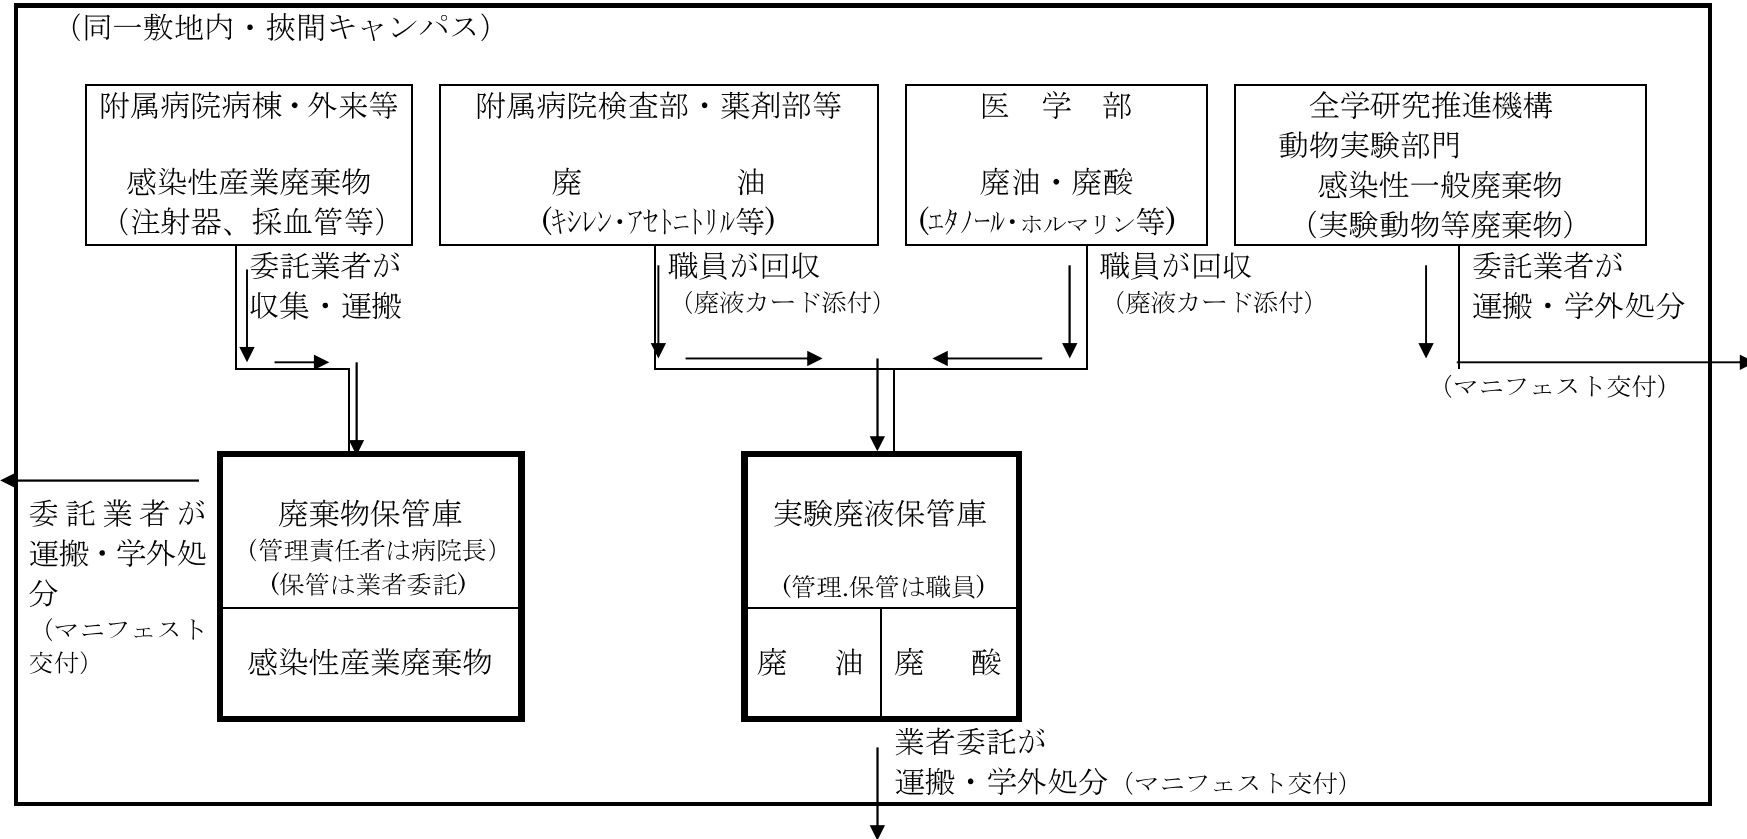 （同一敷地内・挾間キャンパス）
附属病院病棟・外来等
感染性産業廃棄物
（注射器、採血管等）
附属病院検査部・薬剤部等
廃　油
(ｷｼﾚﾝ・ｱｾﾄﾆﾄﾘﾙ等)
医　学　部
廃油・廃酸
(ｴﾀﾉｰﾙ・ホルマリン等)
全学研究推進機構
動物実験部門
感染性一般廃棄物
（実験動物等廃棄物）
委託業者が
収集・運搬
職員が回収
（廃液カード添付）
職員が回収
（廃液カード添付）
委託業者が
運搬・学外処分
（マニフェスト交付）
委託業者が
運搬・学外処
分
（マニフェスト
交付）
廃棄物保管庫
（管理責任者は病院長）
(保管は業者委託)
感染性産業廃棄物
実験廃液保管庫
(管理.保管は職員)
廃　油
廃　酸
業者委託が
運搬・学外処分（マニフェスト交付）